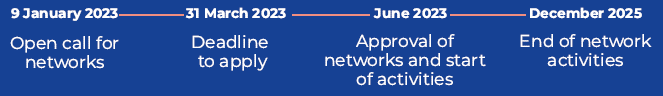 9 January 2023
31 March 2023
June 2023
December 2025
Open call for
networks
Deadline
to apply
Approval of
networks and start
of activities
End of network
activities